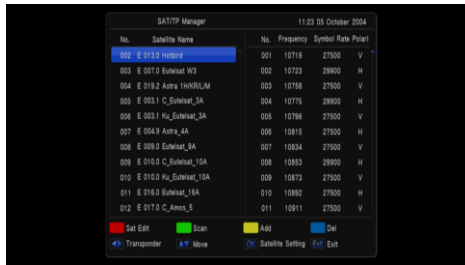 SAT/TP Manager 11:23 05 October 2004
No. Satellite Name No. Frequency Symbol Rate Polari
002 E 013.0 Hotbird 001 10719 27500 V
003 E 007.0 Eutelsat W3 002 10723 29900 H
004 E 019.2 Astra 1H/KR/L/M 003 10758 27500 V
005 E 003.1 C_Eutelsat_3A 004 10775 29900 H
006 E 003.1 Ku_Eutelsat_3A 005 10796 27500 V
007 E 004.9 Astra_4A 006 10815 27500 H
008 E 009.0 Eutelsat_9A 007 10834 27500 V
009 E 010.0 C_Eutelsat_10A 008 10853 29900 H
010 E 010.0 Ku_Eutelsat_10A 009 10873 27500 V
011 E 016.0 Eutelsat_16A 010 10892 27500 H
012 E 017.0 C_Amos_5 011 10911 27500 V
Sat Edit Scan Add Del
Transponder Move OK Satellite Setting Exit Exit